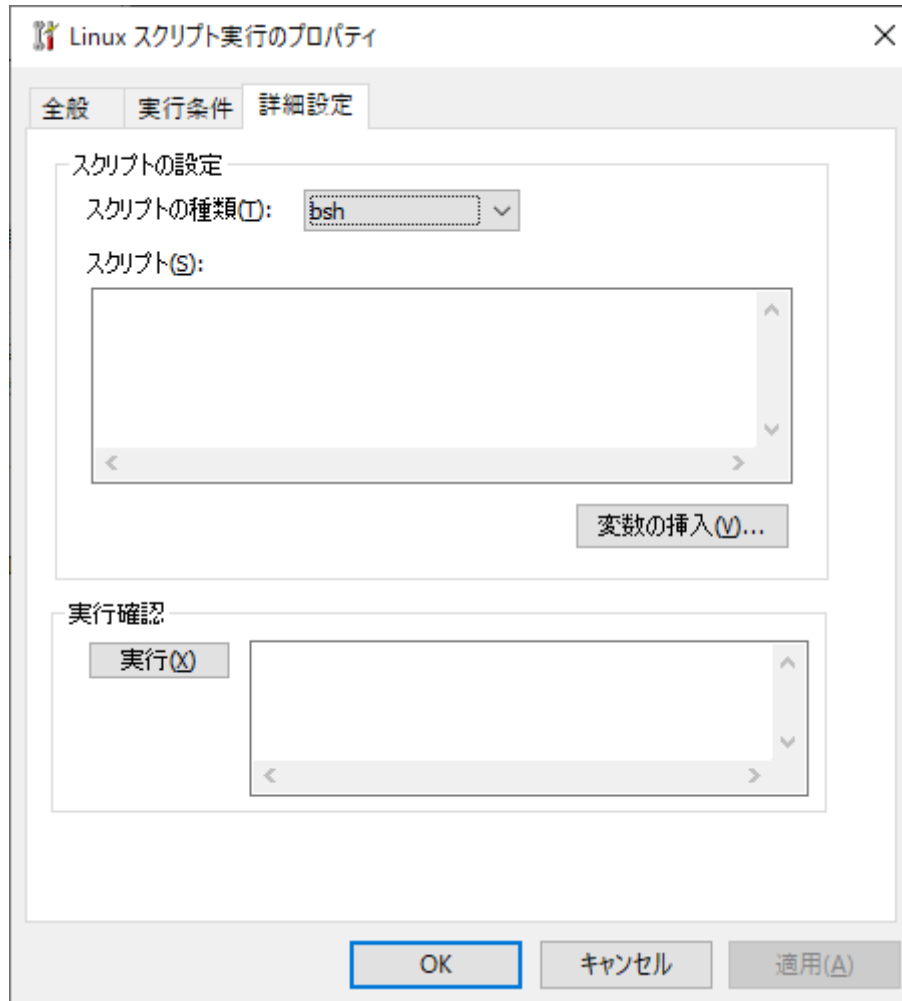 Linux スクリプト実行のプロパティ
全般 実行条件 詳細設定
スクリプトの設定
スクリプトの種類(T): bsh
スクリプト(S):
変数の挿入(V)...
実行確認
実行(X)
OK キャンセル 適用(A)